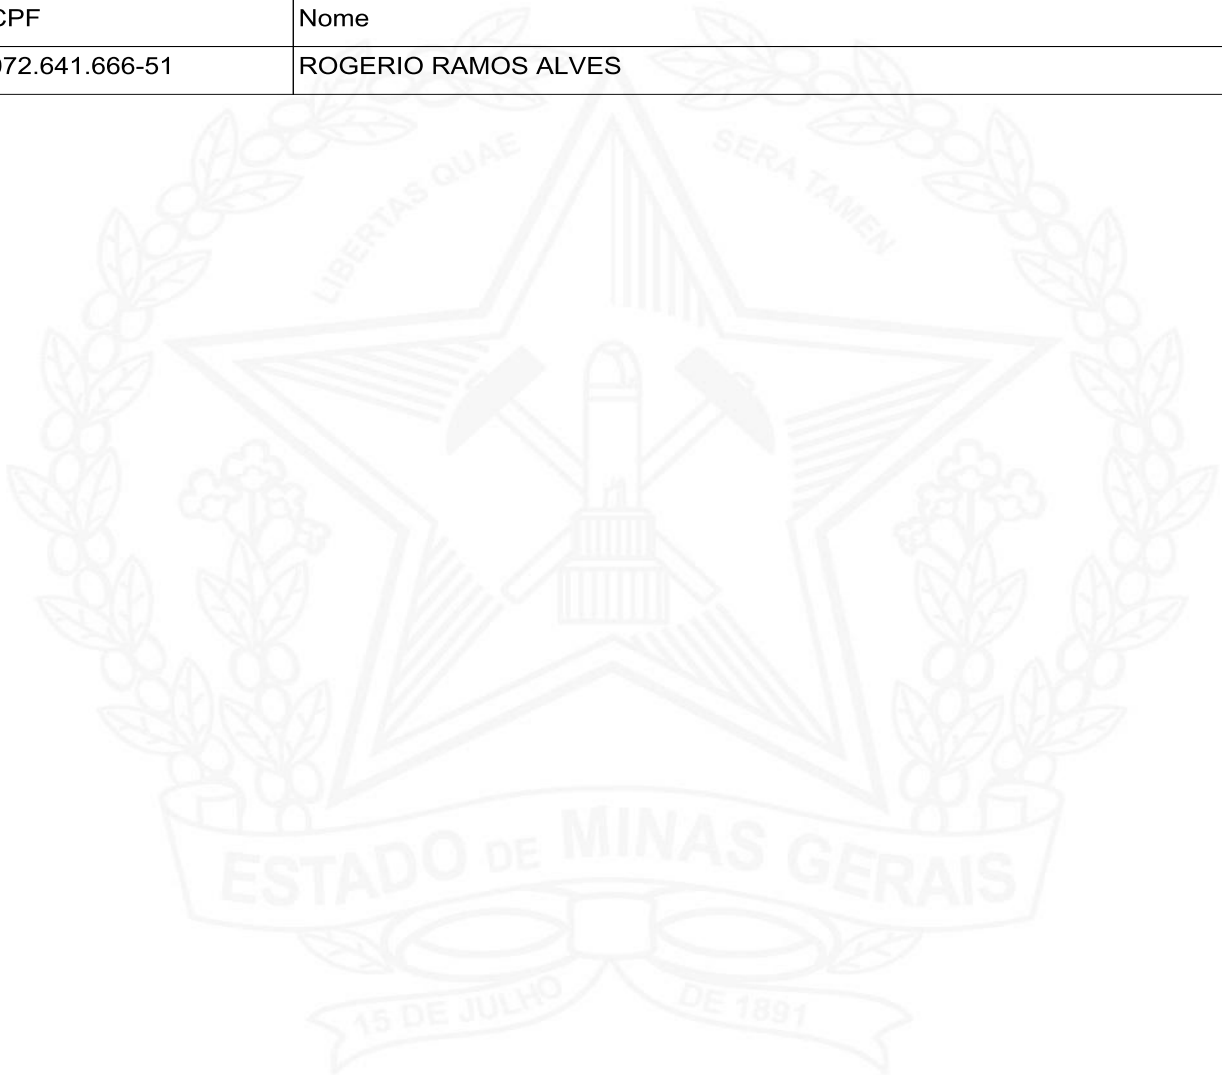 CPF Nome
072.641.666-51 ROGERIO RAMOS ALVES
LIBERTAS QUAE SERA TAMEN
ESTADO DE MINAS GERAIS
15 DE JULHO DE 1891